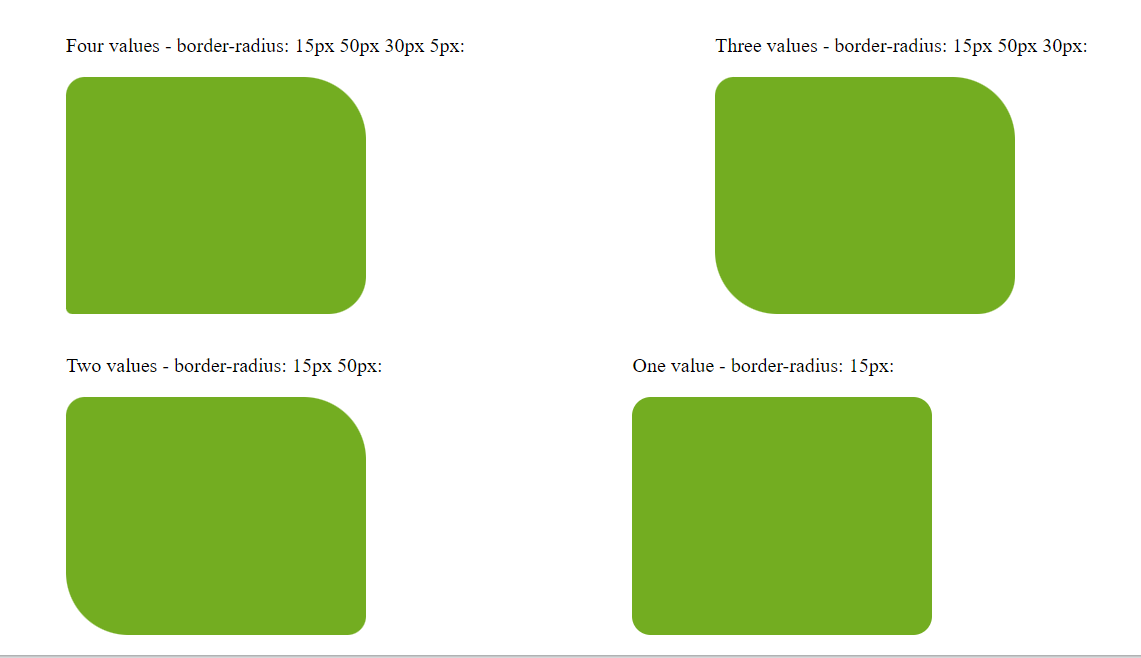 Four values - border-radius: 15px 50px 30px 5px:
Three values - border-radius: 15px 50px 30px:
Two values - border-radius: 15px 50px:
One value - border-radius: 15px: